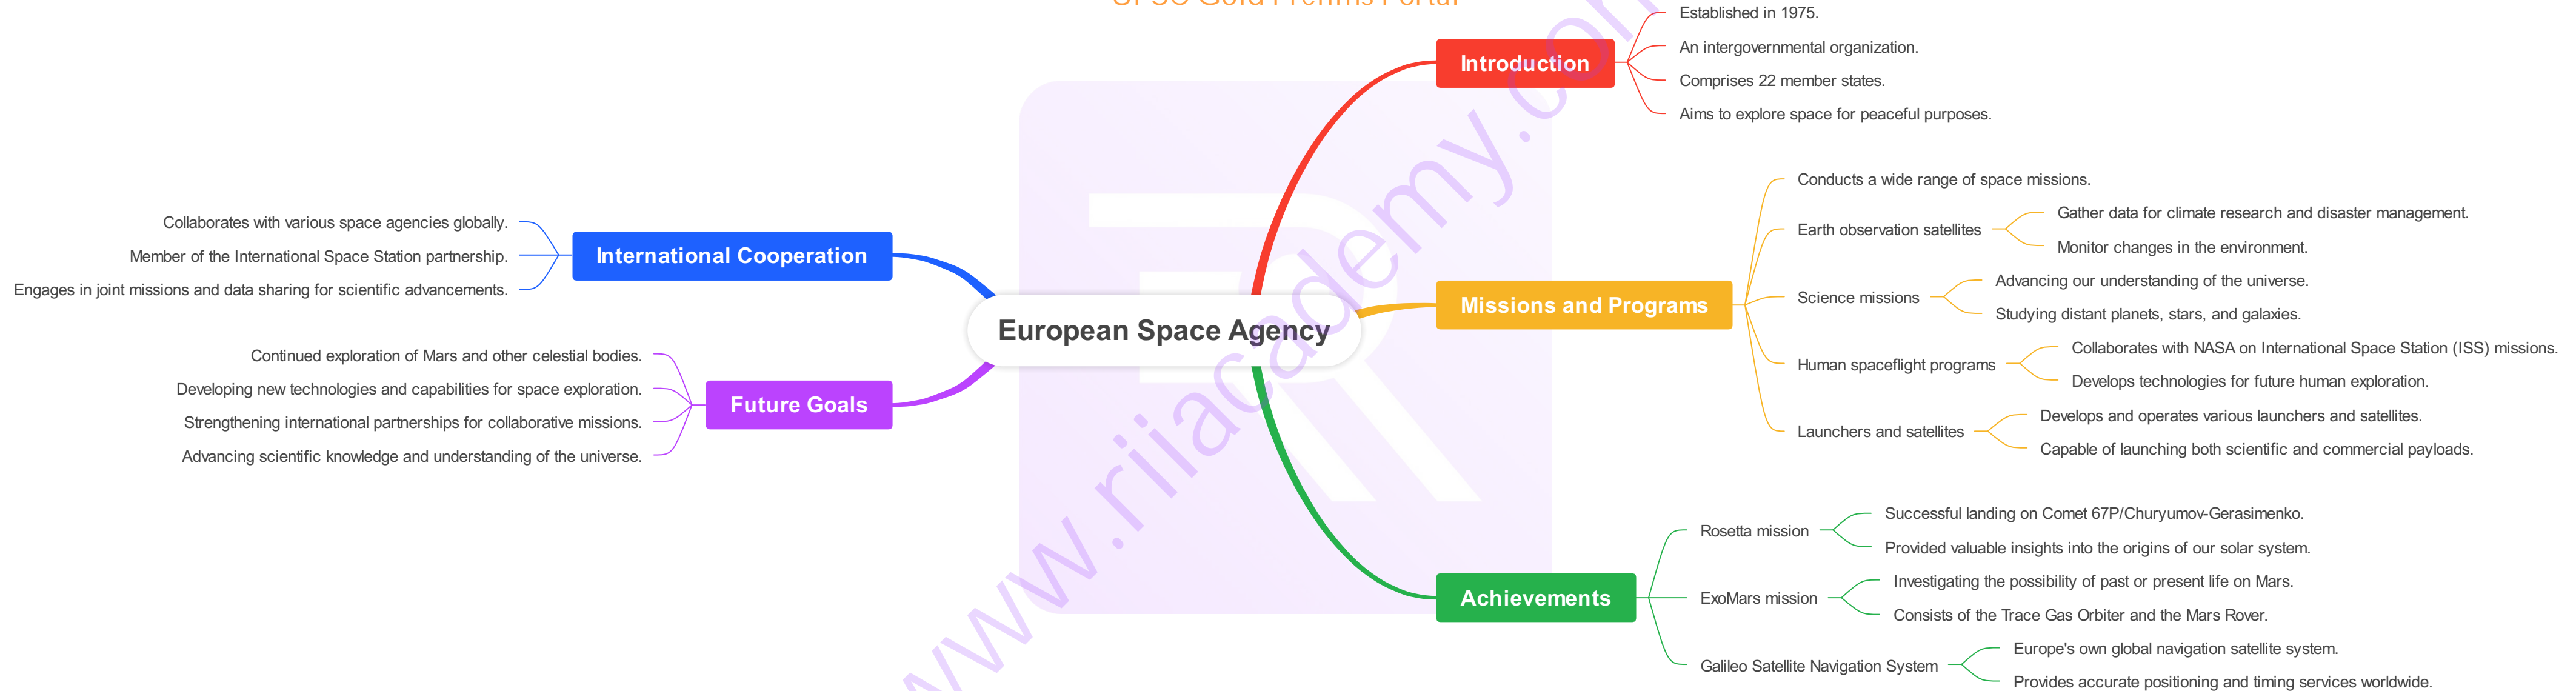 UPSC Gold Prelims Portal
European Space Agency
Introduction
Established in 1975.
An intergovernmental organization.
Comprises 22 member states.
Aims to explore space for peaceful purposes.
Missions and Programs
Conducts a wide range of space missions.
Earth observation satellites
Gather data for climate research and disaster management.
Monitor changes in the environment.
Science missions
Advancing our understanding of the universe.
Studying distant planets, stars, and galaxies.
Human spaceflight programs
Collaborates with NASA on International Space Station (ISS) missions.
Develops technologies for future human exploration.
Launchers and satellites
Develops and operates various launchers and satellites.
Capable of launching both scientific and commercial payloads.
Achievements
Rosetta mission
Successful landing on Comet 67P/Churyumov-Gerasimenko.
Provided valuable insights into the origins of our solar system.
ExoMars mission
Investigating the possibility of past or present life on Mars.
Consists of the Trace Gas Orbiter and the Mars Rover.
Galileo Satellite Navigation System
Europe's own global navigation satellite system.
Provides accurate positioning and timing services worldwide.
International Cooperation
Collaborates with various space agencies globally.
Member of the International Space Station partnership.
Engages in joint missions and data sharing for scientific advancements.
Future Goals
Continued exploration of Mars and other celestial bodies.
Developing new technologies and capabilities for space exploration.
Strengthening international partnerships for collaborative missions.
Advancing scientific knowledge and understanding of the universe.
www.riiacademy.com